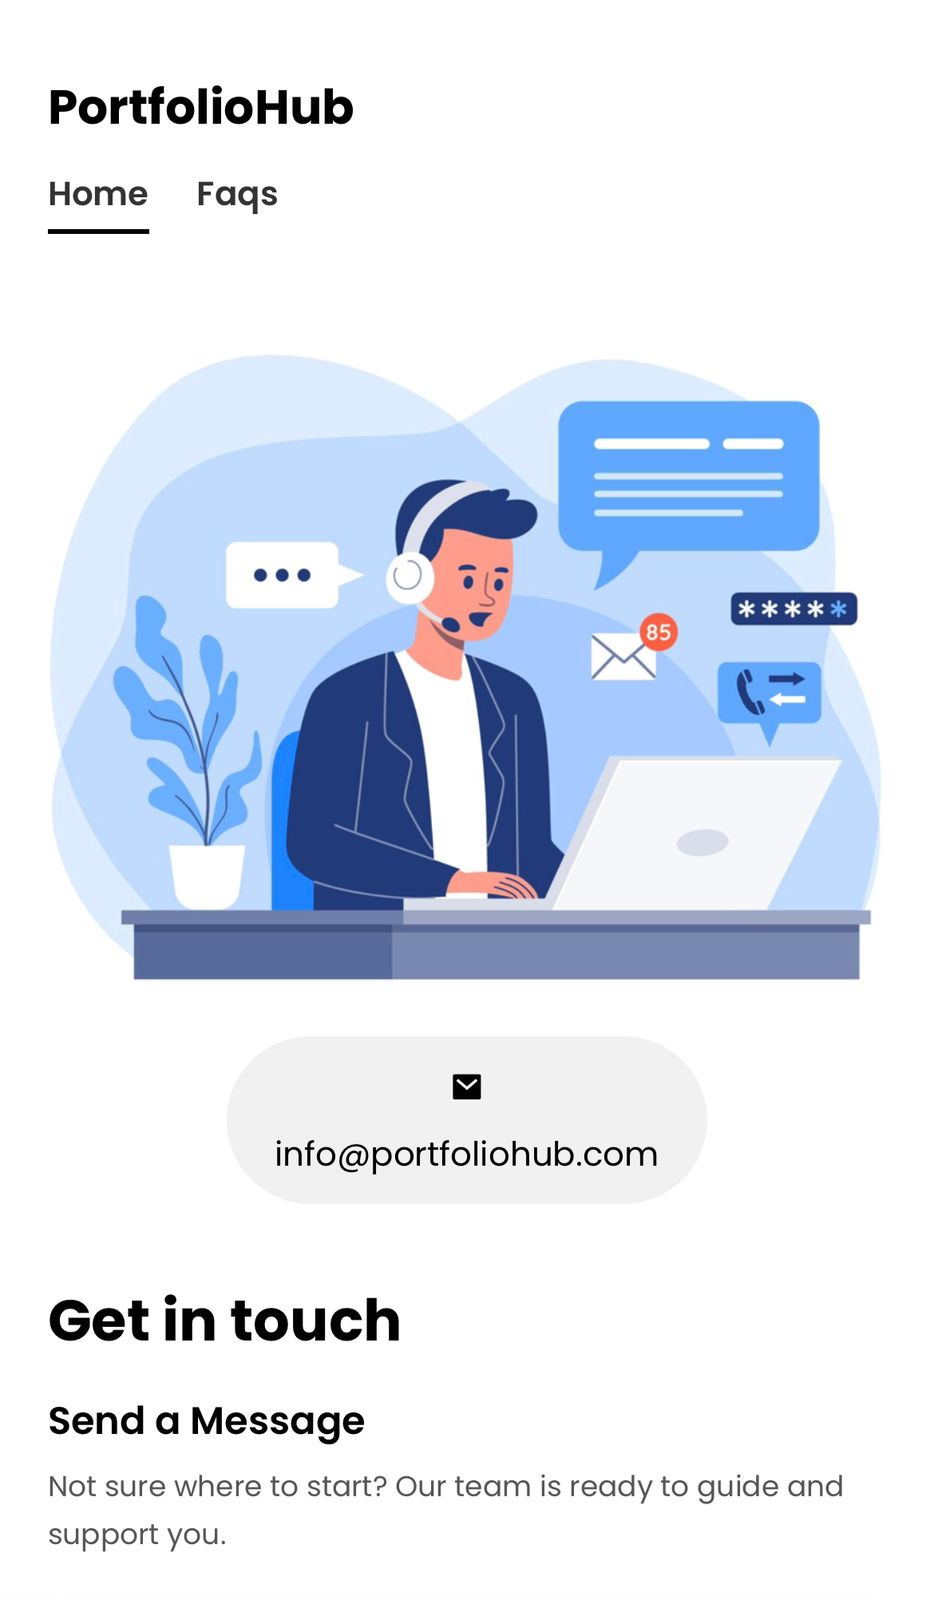 PortfolioHub
Home Faqs
*****
85
info@portfoliohub.com
Get in touch
Send a Message
Not sure where to start? Our team is ready to guide and
support you.